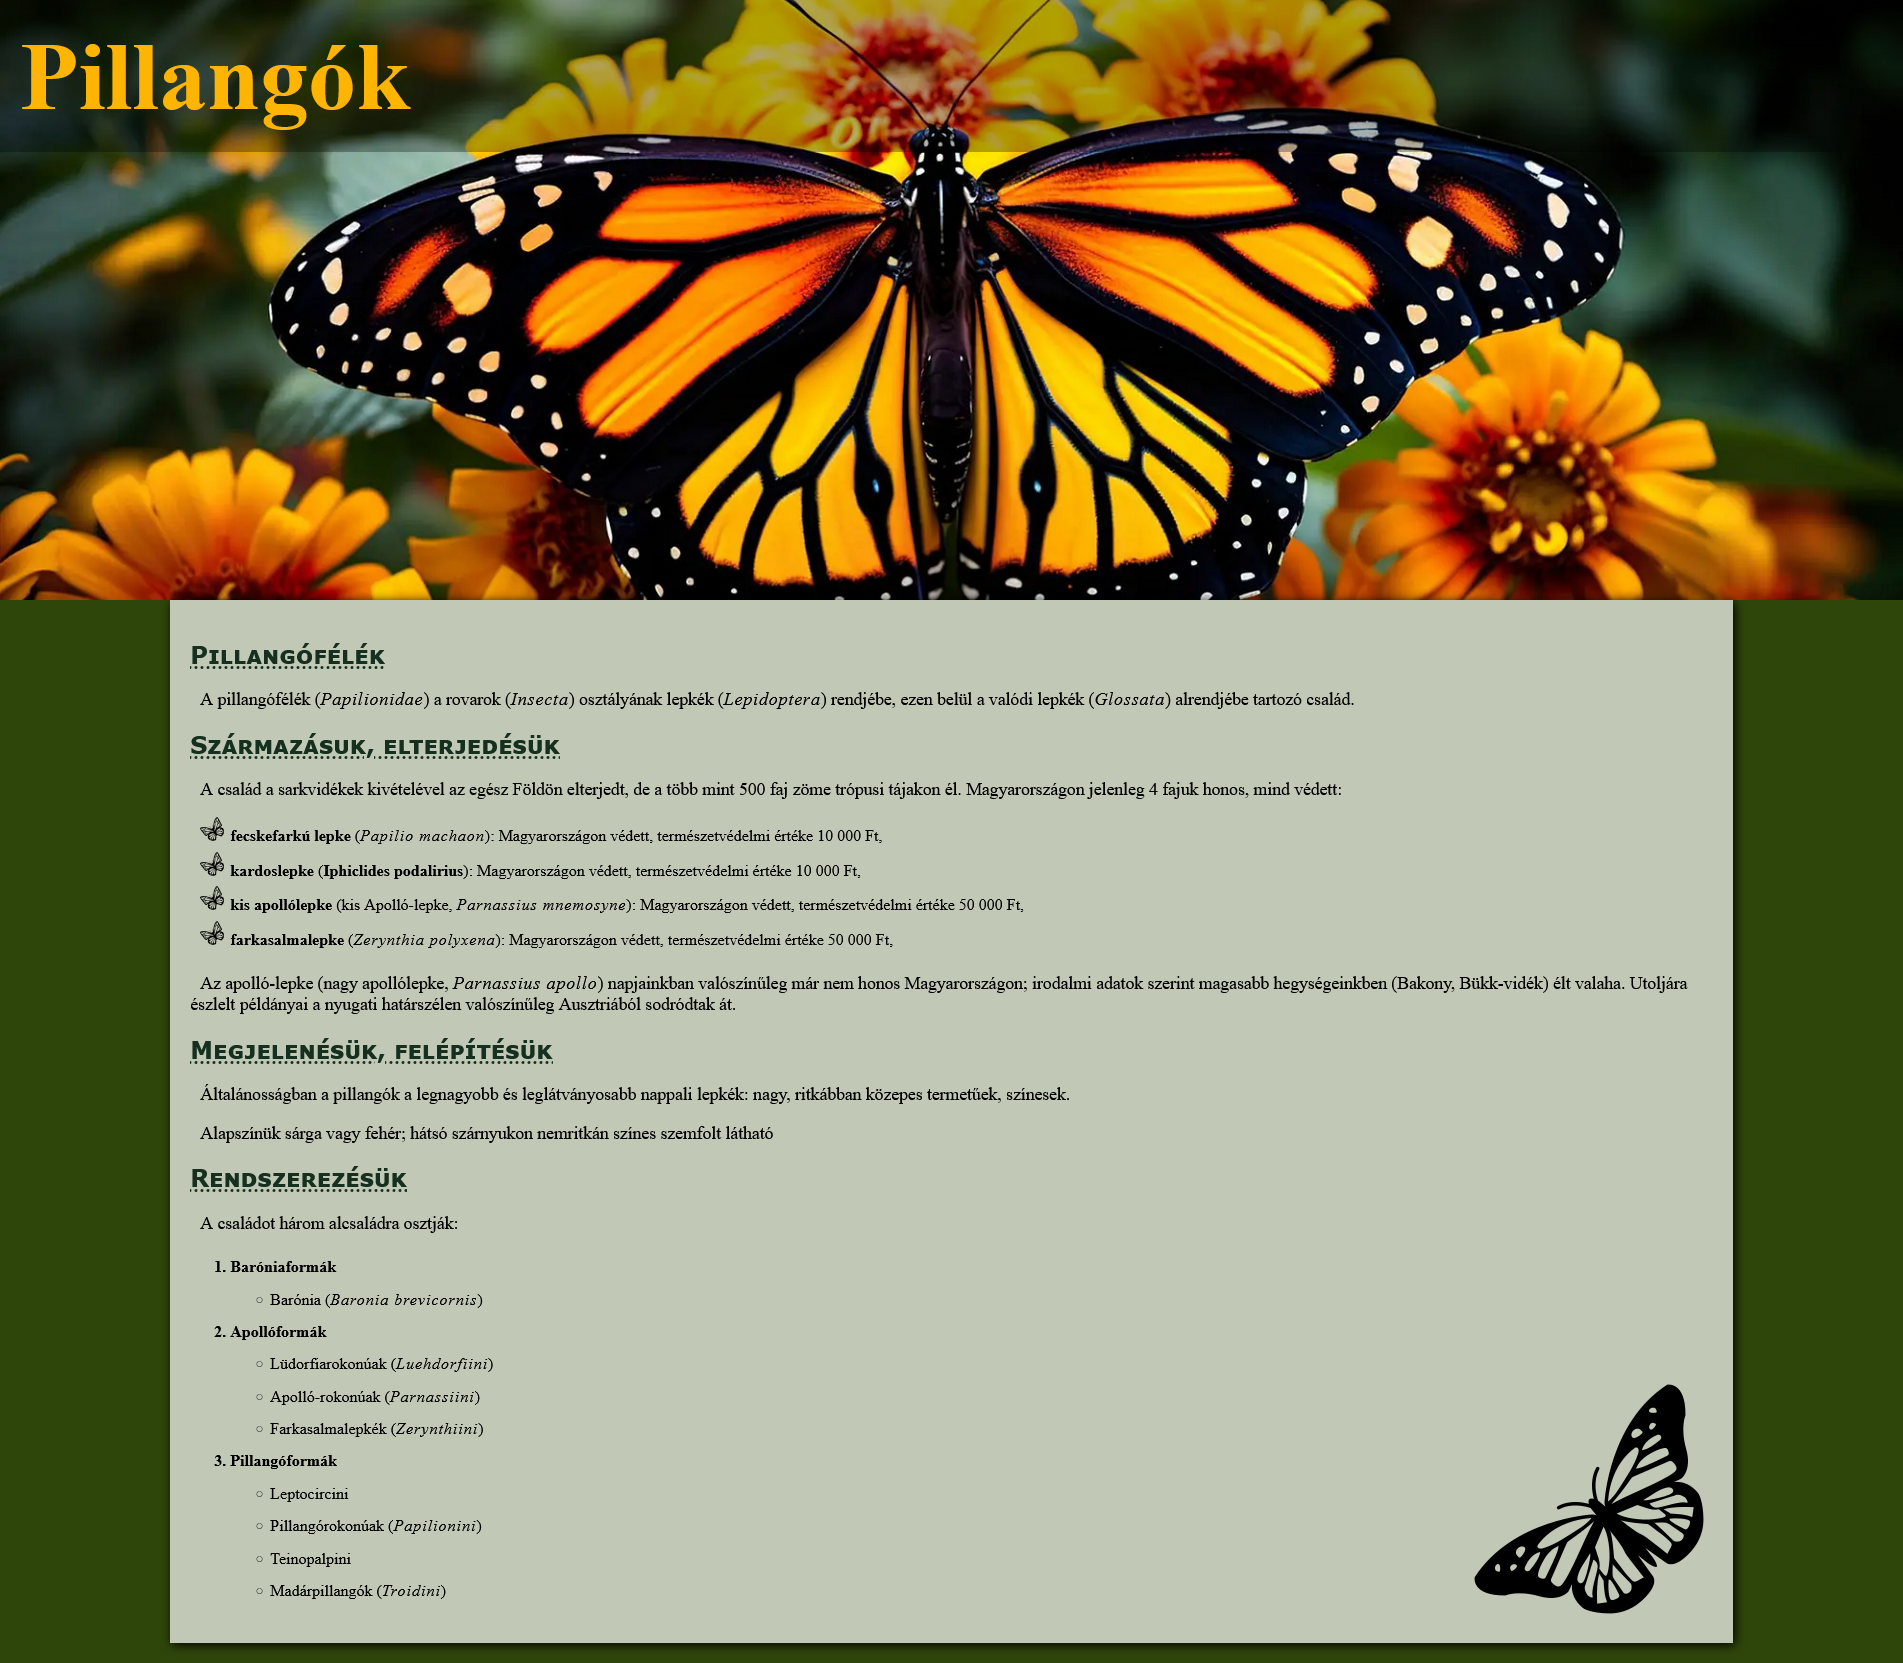 Pillangók
Pillangófélék
A pillangófélék (Papilionidae) a rovarok (Insecta) osztályának lepkék (Lepidoptera) rendjébe, ezen belül a valódi lepkék (Glossata) alrendjébe tartozó család.
Származásuk, elterjedésük
A család a sarkvidékek kivételével az egész Földön elterjedt, de a több mint 500 faj zöme trópusi tájakon él. Magyarországon jelenleg 4 fajuk honos, mind védett:
fecskefarkú lepke (Papilio machaon): Magyarországon védett, természetvédelmi értéke 10 000 Ft,
kardoslepke (Iphiclides podalirius): Magyarországon védett, természetvédelmi értéke 10 000 Ft,
kis apollólepke (kis Apolló-lepke, Parnassius mnemosyne): Magyarországon védett, természetvédelmi értéke 50 000 Ft,
farkasalmalepke (Zerynthia polyxena): Magyarországon védett, természetvédelmi értéke 50 000 Ft,
Az apolló-lepke (nagy apollólepke, Parnassius apollo) napjainkban valószínűleg már nem honos Magyarországon; irodalmi adatok szerint magasabb hegységeinkben (Bakony, Bükk-vidék) élt valaha. Utoljára
észlelt példányai a nyugati határszélen valószínűleg Ausztriából sodródtak át.
Megjelenésük, felépítésük
Általánosságban a pillangók a legnagyobb és leglátványosabb nappali lepkék: nagy, ritkábban közepes termetűek, színesek.
Alapszínük sárga vagy fehér; hátsó szárnyukon nemritkán színes szemfolt látható
Rendszerezésük
A családot három alcsaládra osztják:
1. Baróniaformák
Barónia (Baronia brevicornis)
2. Apollóformák
Lüdorfiarokonúak (Luehdorfiini)
Apolló-rokonúak (Parnassiini)
Farkasalmalepkék (Zerynthiini)
3. Pillangóformák
Leptocircini
Pillangórokonúak (Papilionini)
Teinopalpini
Madárpillangók (Troidini)